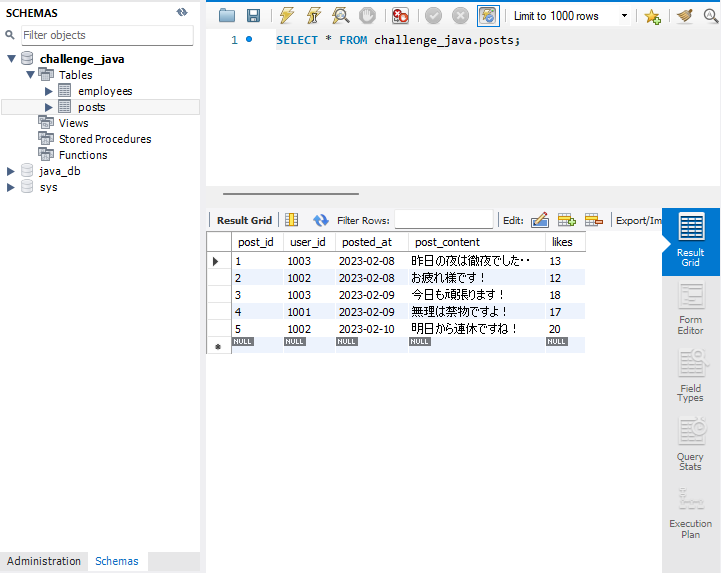 SCHEMAS
Filter objects
challenge_java
Tables
employees
posts
Views
Stored Procedures
Functions
java_db
sys
Administration Schemas
Limit to 1000 rows
1 SELECT * FROM challenge_java.posts;
Result Grid Filter Rows: Edit: Export/Im
post_id user_id posted_at post_content likes
1 1003 2023-02-08 昨日の夜は徹夜でした・・ 13
2 1002 2023-02-08 お疲れ様です！ 12
3 1003 2023-02-09 今日も頑張ります！ 18
4 1001 2023-02-09 無理は禁物ですよ！ 17
5 1002 2023-02-10 明日から連休ですね！ 20
NULL NULL NULL NULL NULL
Result
Grid
Form
Editor
Field
Types
Query
Stats
Execution
Plan